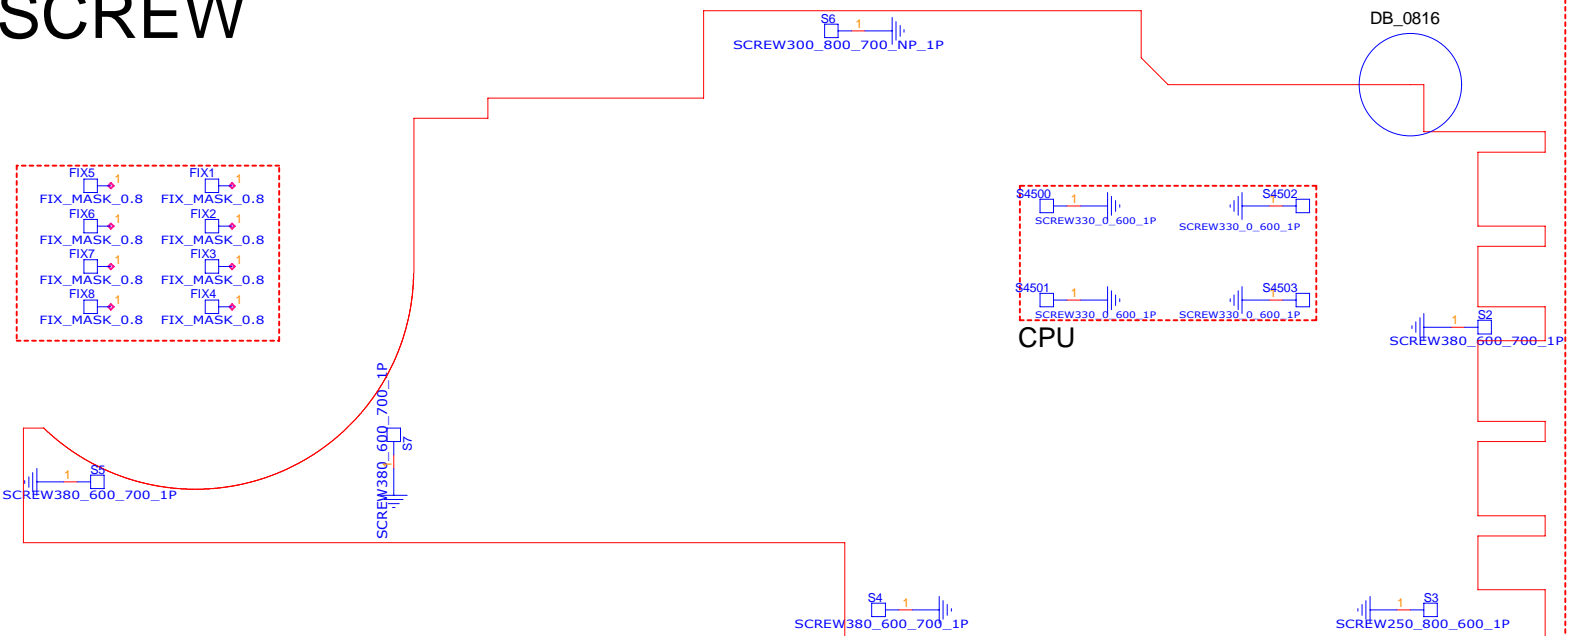 SCREW
S6
1
SCREW300_800_700_NP_1P
DB_0816
FIX5
1
FIX_MASK_0.8
FIX1
1
FIX_MASK_0.8
FIX6
1
FIX_MASK_0.8
FIX2
1
FIX_MASK_0.8
FIX7
1
FIX_MASK_0.8
FIX3
1
FIX_MASK_0.8
FIX8
1
FIX_MASK_0.8
FIX4
1
FIX_MASK_0.8
S4500
1
SCREW330_0_600_1P
S4502
1
SCREW330_0_600_1P
S4501
1
SCREW330_0_600_1P
S4503
1
SCREW330_0_600_1P
CPU
S2
1
SCREW380_600_700_1P
S7
1
SCREW380_600_700_1P
S5
1
SCREW380_600_700_1P
S4
1
SCREW380_600_700_1P
S3
1
SCREW250_800_600_1P